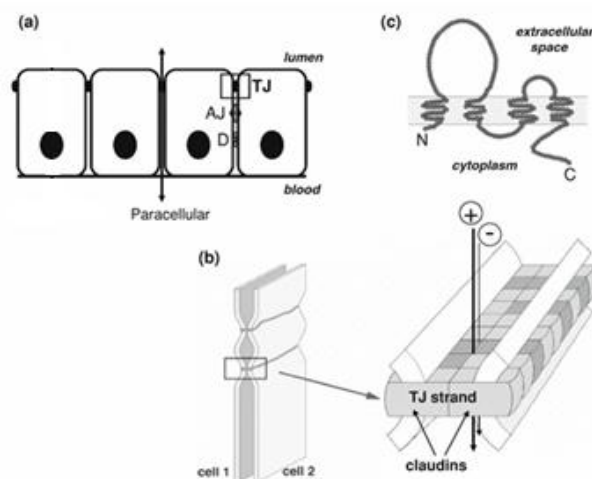 (a)
lumen
TJ
AJ
D
blood
Paracellular
(c)
extracellular
space
N
C
cytoplasm
(b)
cell 1
cell 2
+
-
TJ strand
claudins